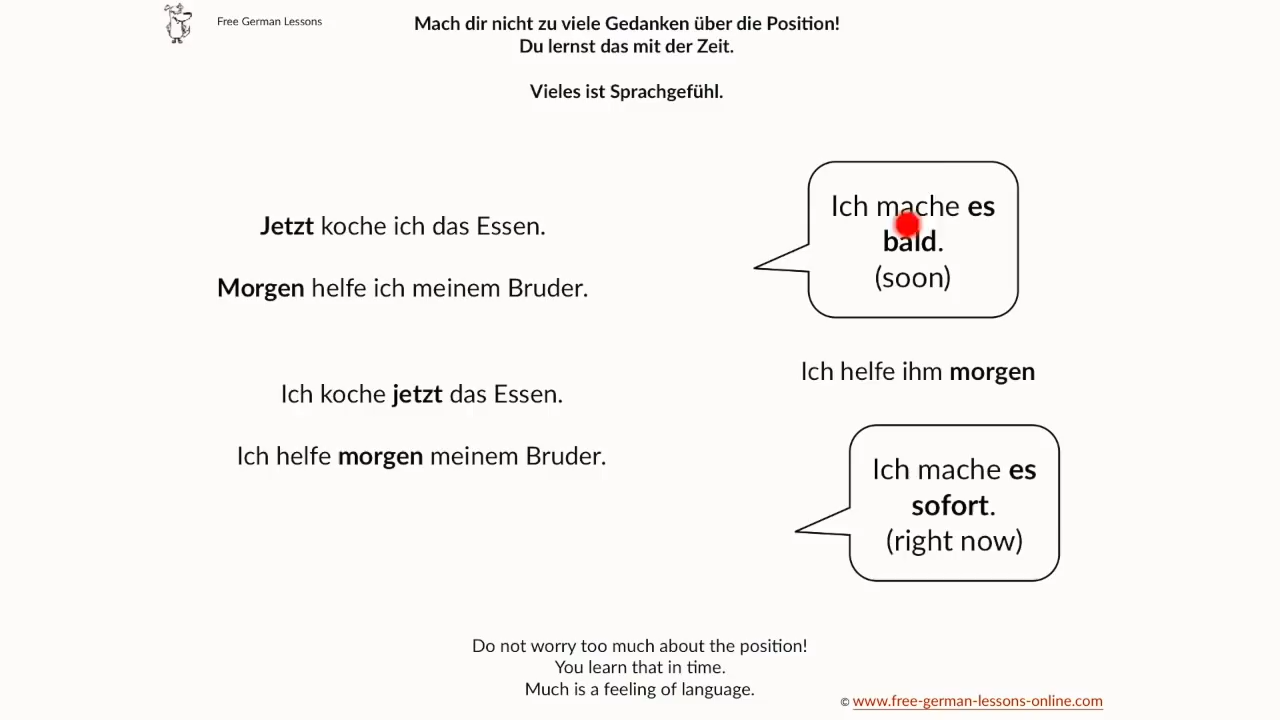 Free German Lessons
Mach dir nicht zu viele Gedanken über die Position!
Du lernst das mit der Zeit.
Vieles ist Sprachgefühl.
Jetzt koche ich das Essen.
Morgen helfe ich meinem Bruder.
Ich koche jetzt das Essen.
Ich helfe morgen meinem Bruder.
Ich mache es
bald.
(soon)
Ich helfe ihm morgen
Ich mache es
sofort.
(right now)
Do not worry too much about the position!
You learn that in time.
Much is a feeling of language.
© www.free-german-lessons-online.com